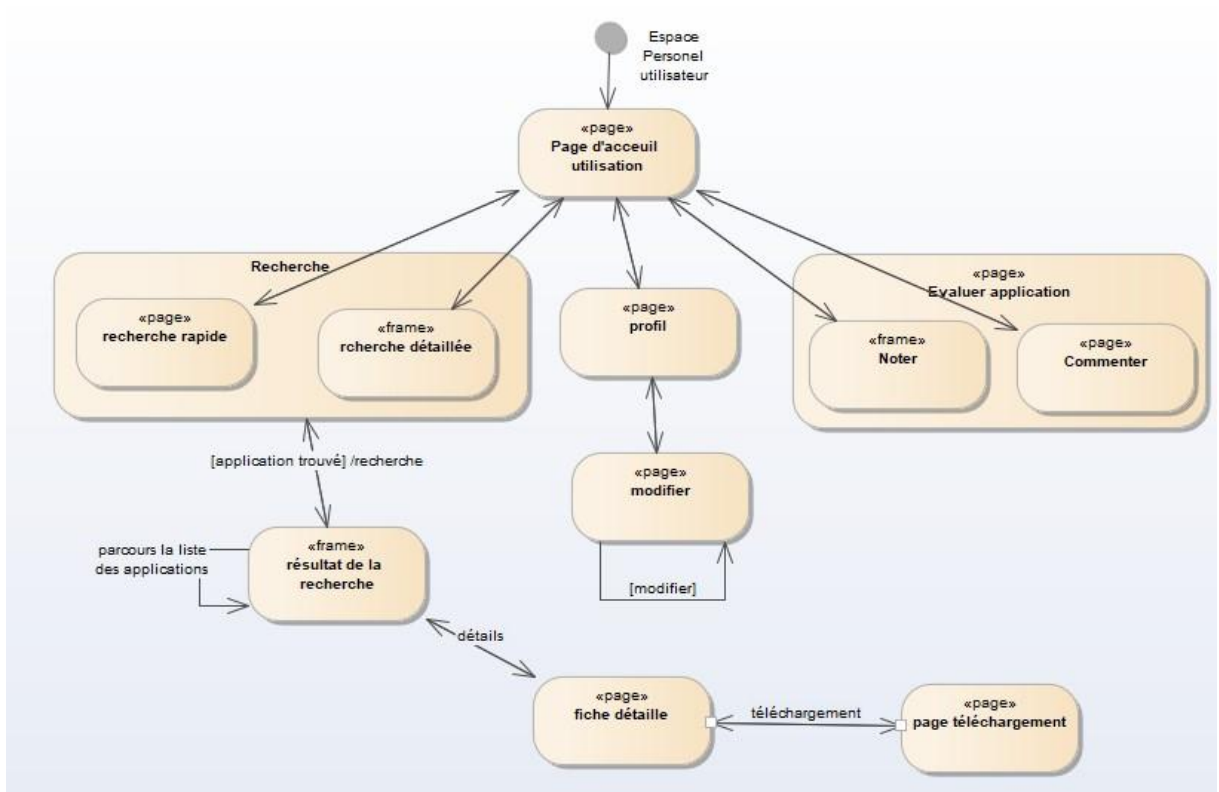 Espace
Personel
utilisateur
«page»
Page d'acceuil
utilisation
Recherche
«page»
recherche rapide
«frame»
rcherche détaillée
«page»
profil
«page»
Evaluer application
«frame»
Noter
«page»
Commenter
[application trouvé] /recherche
«page»
modifier
[modifier]
parcours la liste
des applications
«frame»
résultat de la
recherche
détails
«page»
fiche détaille
téléchargement
«page»
page téléchargement